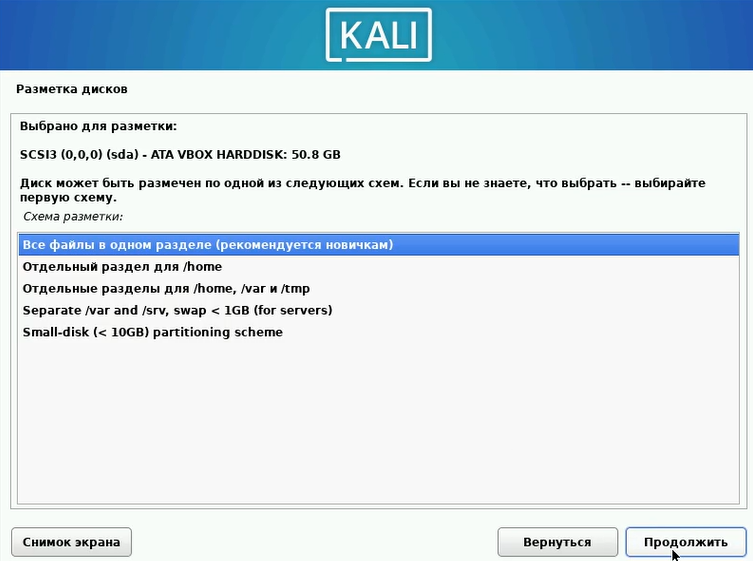 KALI
Разметка дисков
Выбрано для разметки:
SCSI3 (0,0,0) (sda) - ATA VBOX HARDDISK: 50.8 GB
Диск может быть размечен по одной из следующих схем. Если вы не знаете, что выбрать -- выбирайте
первую схему.
Схема разметки:
Все файлы в одном разделе (рекомендуется новичкам)
Отдельный раздел для /home
Отдельные разделы для /home, /var и /tmp
Separate /var and /srv, swap < 1GB (for servers)
Small-disk (< 10GB) partitioning scheme
Снимок экрана
Вернуться
Продолжить